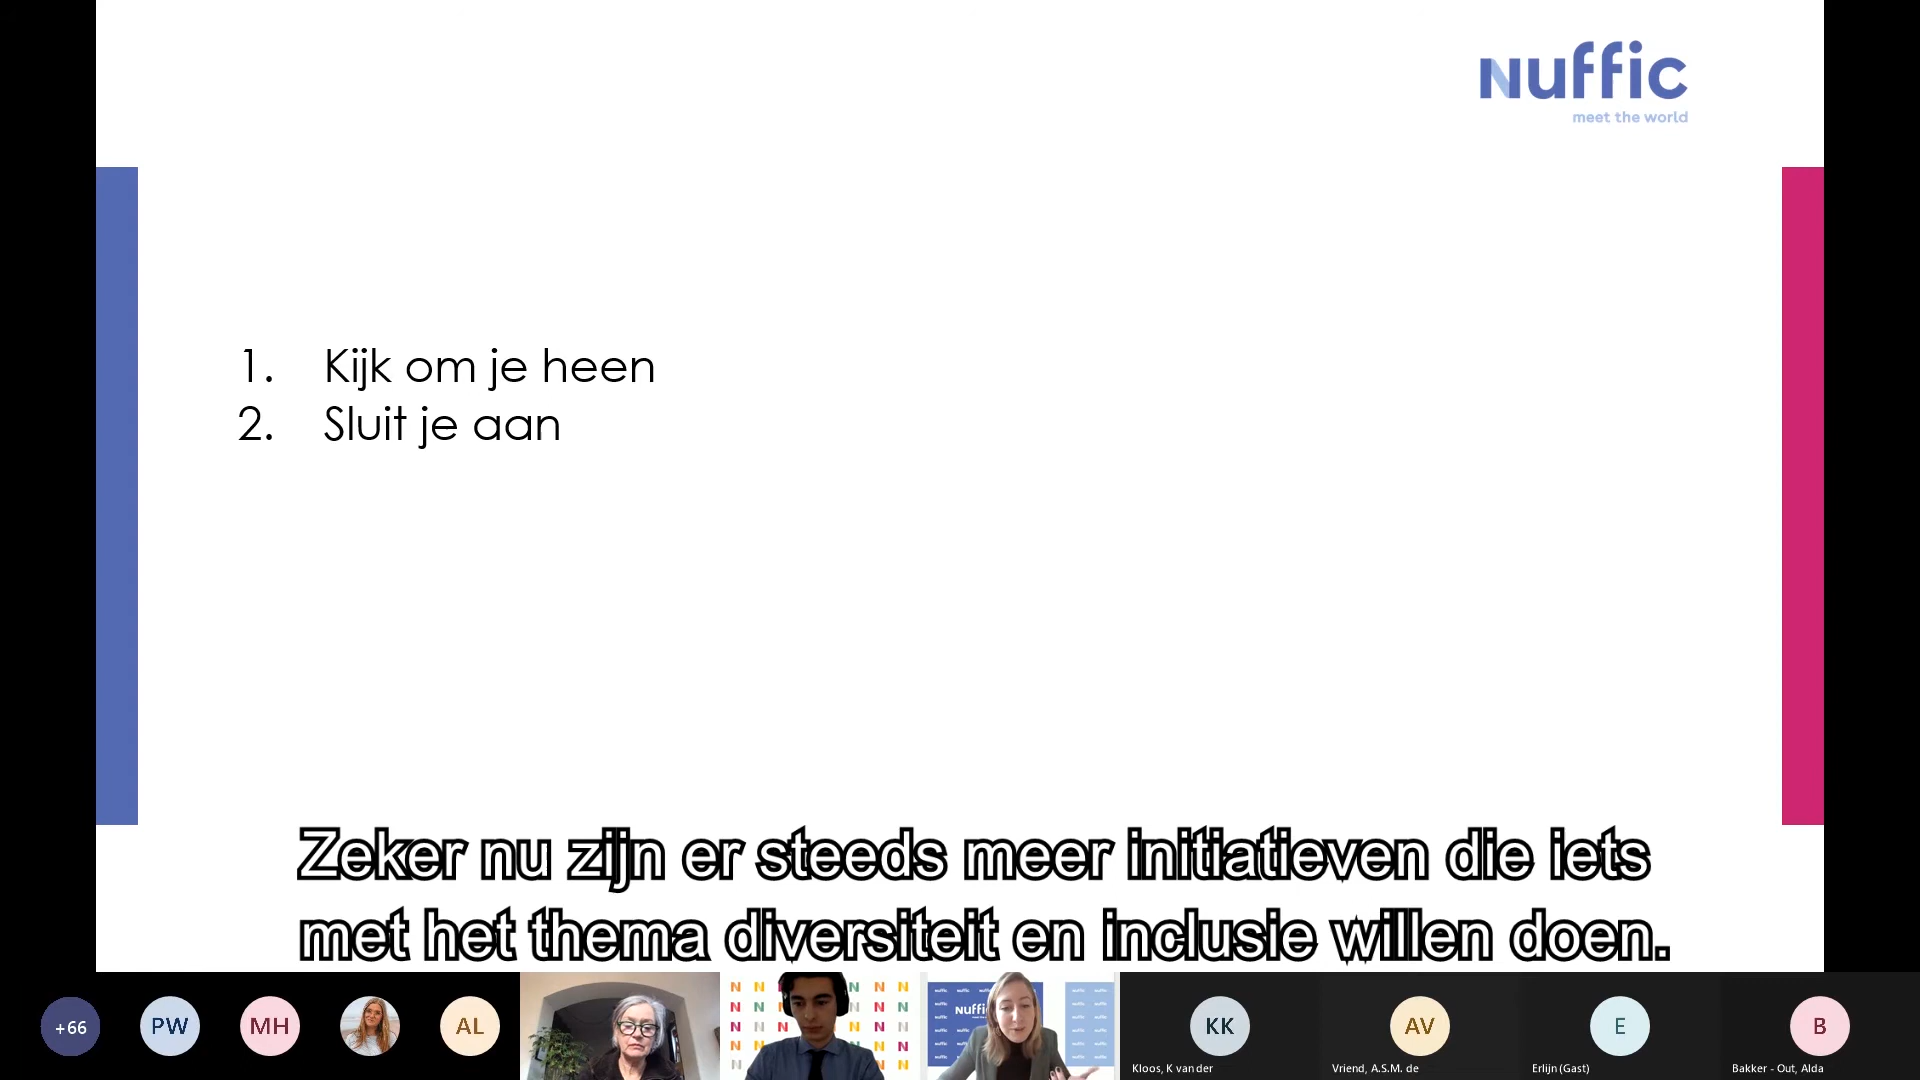 Nuffic
meet the world
1. Kijk om je heen
2. Sluit je aan
Zeker nu zijn er steeds meer initiatieven die iets
met het thema diversiteit en inclusie willen doen.
+66
PW
MH
AL
Nuffic
KK
AV
E
B
Kloos, K van der
Vriend, A.S.M. de
Erlijn (Gast)
Bakker - Out, Alda